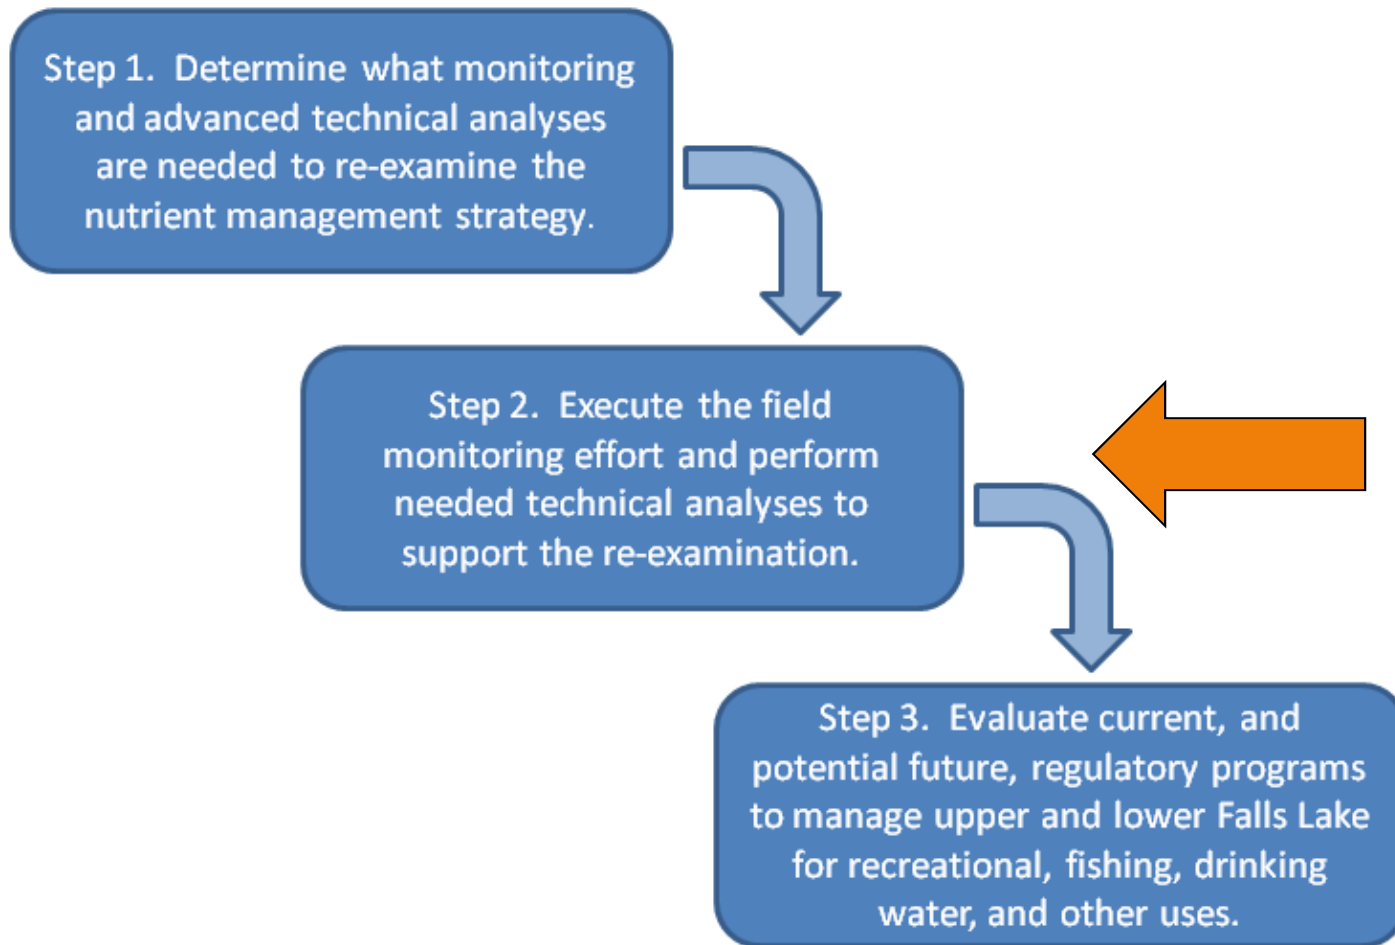 Step 1.  Determine what monitoring
and advanced technical analyses
are needed to re-examine the
nutrient management strategy.
Step 2.  Execute the field
monitoring effort and perform
needed technical analyses to
support the re-examination.
Step 3.  Evaluate current, and
potential future, regulatory programs
to manage upper and lower Falls Lake
for recreational, fishing, drinking
water, and other uses.